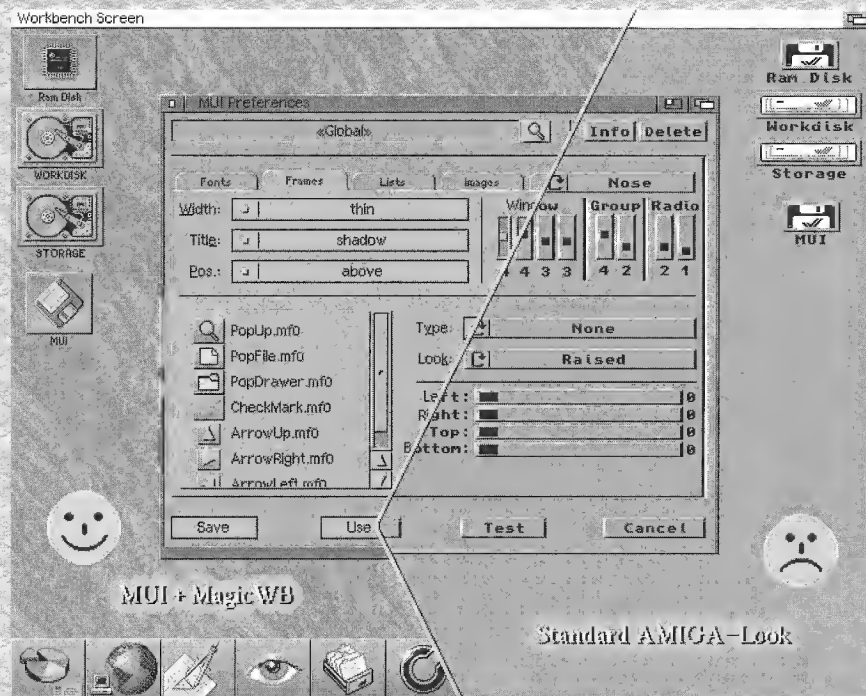 Workbench Screen
Ram Disk
WORKDISK
STORAGE
MUI
MUI Preferences
«Global»
Info
Delete
Fonts
Frames
Lists
Images
Nose
Width:
thin
Title:
shadow
Pos.:
above
Window
Group
Radio
4 4 3 3
4 2
2 1
PopUp.mf0
PopFile.mf0
PopDrawer.mf0
CheckMark.mf0
ArrowUp.mf0
ArrowRight.mf0
ArrowLeft.mf0
Type:
None
Look:
Raised
Left: 0
Right: 0
Top: 0
Bottom: 0
Save
Use
Test
Cancel
Ram Disk
Workdisk
Storage
MUI
MUI + MagicWB
Standard AMIGA-Look